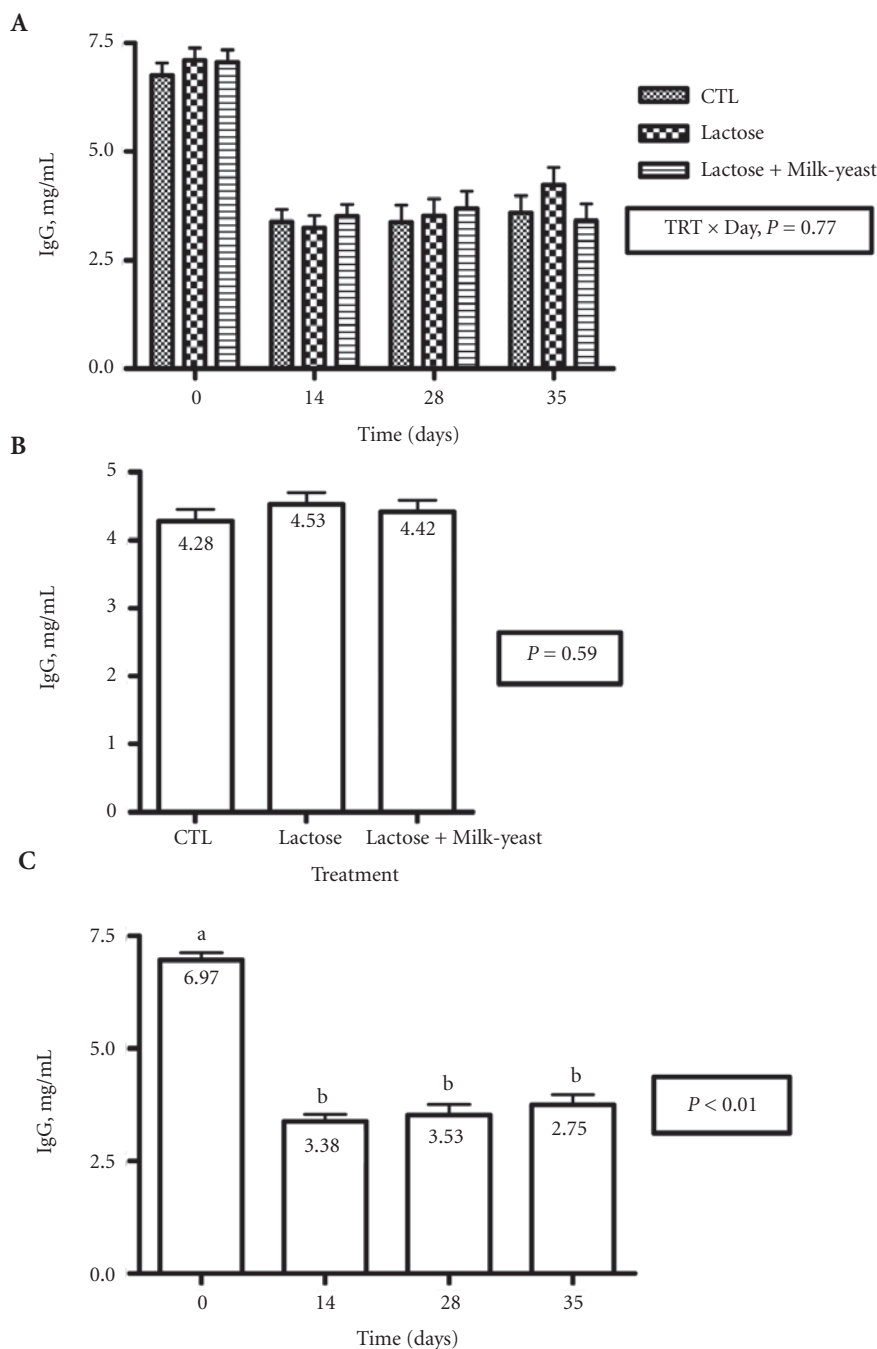 A
7.5
5.0
2.5
0.0
IgG, mg/mL
0 14 28 35
Time (days)
CTL
Lactose
Lactose + Milk-yeast
TRT × Day, P = 0.77
B
5
4
3
2
1
0
IgG, mg/mL
4.28 4.53 4.42
CTL Lactose Lactose + Milk-yeast
Treatment
P = 0.59
C
7.5
5.0
2.5
0.0
IgG, mg/mL
a b b b
6.97 3.38 3.53 2.75
0 14 28 35
Time (days)
P < 0.01